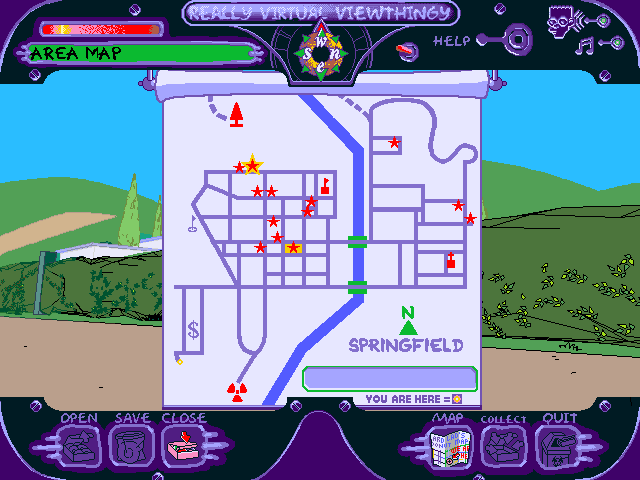 REALLY VIRTUAL VIEWTHINGY
W
S N
E
HELP
AREA MAP
$
N
SPRINGFIELD
YOU ARE HERE =
OPEN SAVE CLOSE
MAP COLLECT QUIT